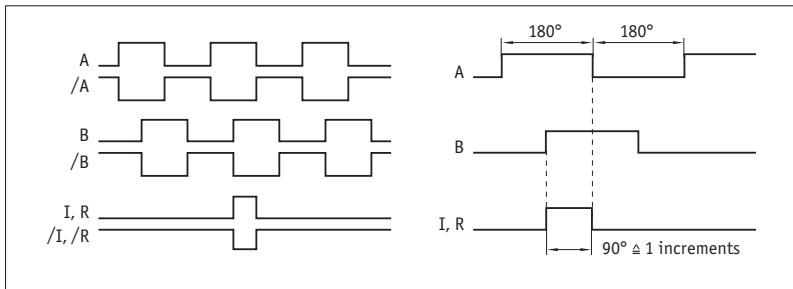 A
/A
B
/B
I, R
/I, /R
180° 180°
A
B
I, R
90° ≙ 1 increments